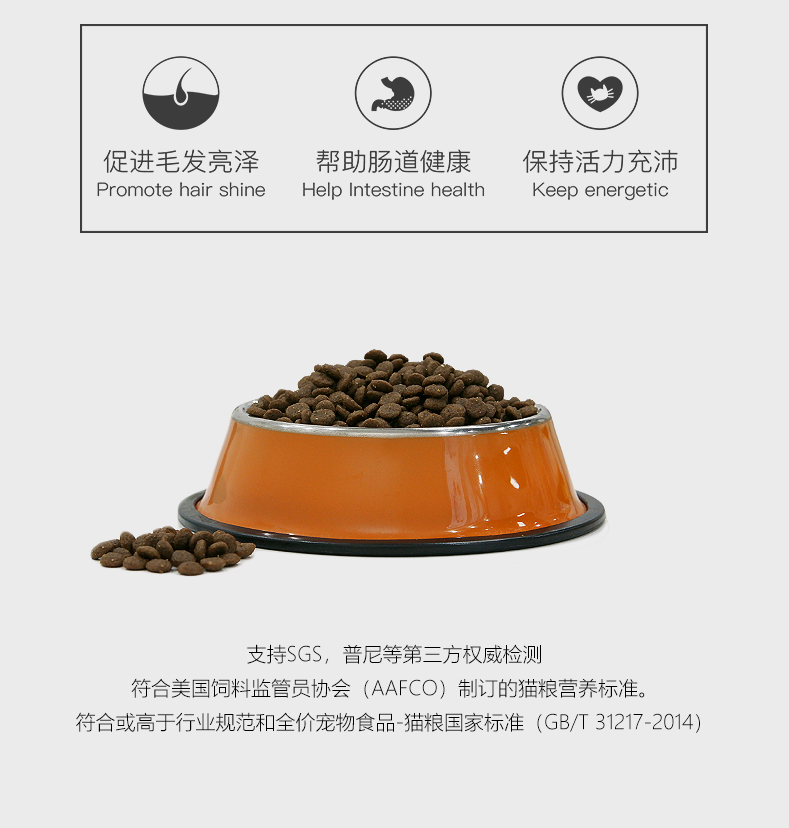 促进毛发亮泽
Promote hair shine
帮助肠道健康
Help Intestine health
保持活力充沛
Keep energetic
支持SGS，普尼等第三方权威检测
符合美国饲料监管员协会（AAFCO）制订的猫粮营养标准。
符合或高于行业规范和全价宠物食品-猫粮国家标准（GB/T 31217-2014）